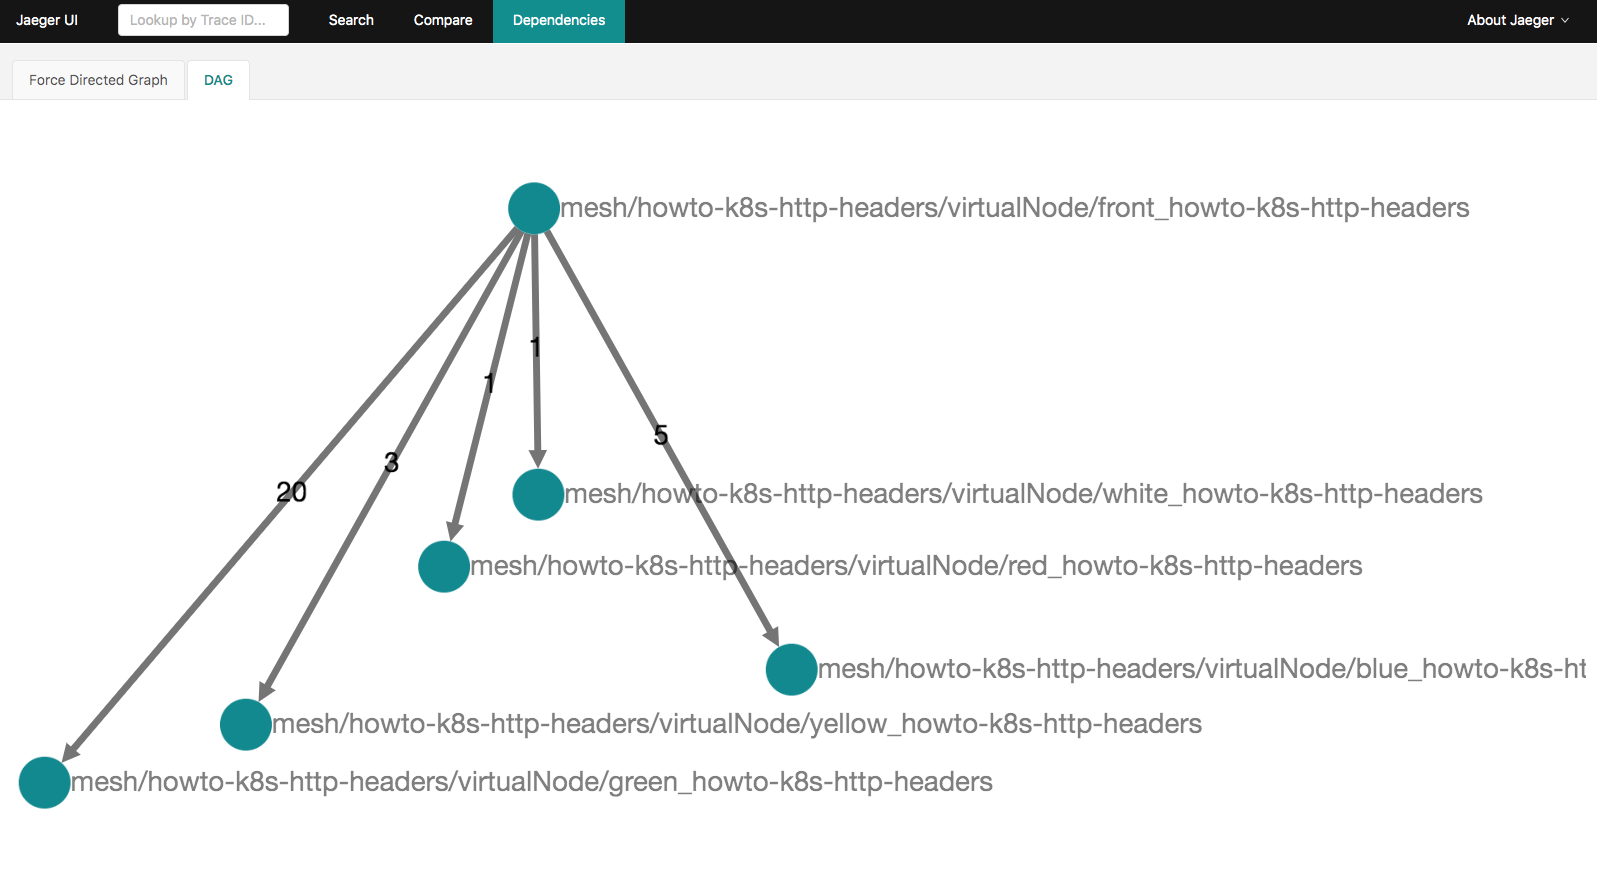 Jaeger UI Lookup by Trace ID... Search Compare Dependencies About Jaeger
Force Directed Graph DAG
mesh/howto-k8s-http-headers/virtualNode/front_howto-k8s-http-headers
1
1
5
3
20
mesh/howto-k8s-http-headers/virtualNode/white_howto-k8s-http-headers
mesh/howto-k8s-http-headers/virtualNode/red_howto-k8s-http-headers
mesh/howto-k8s-http-headers/virtualNode/blue_howto-k8s-ht
mesh/howto-k8s-http-headers/virtualNode/yellow_howto-k8s-http-headers
mesh/howto-k8s-http-headers/virtualNode/green_howto-k8s-http-headers